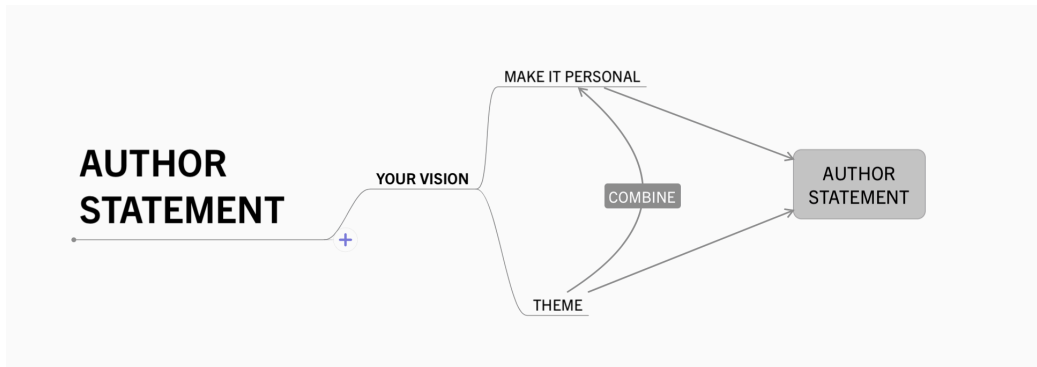 AUTHOR
STATEMENT
YOUR VISION
MAKE IT PERSONAL
COMBINE
THEME
AUTHOR
STATEMENT